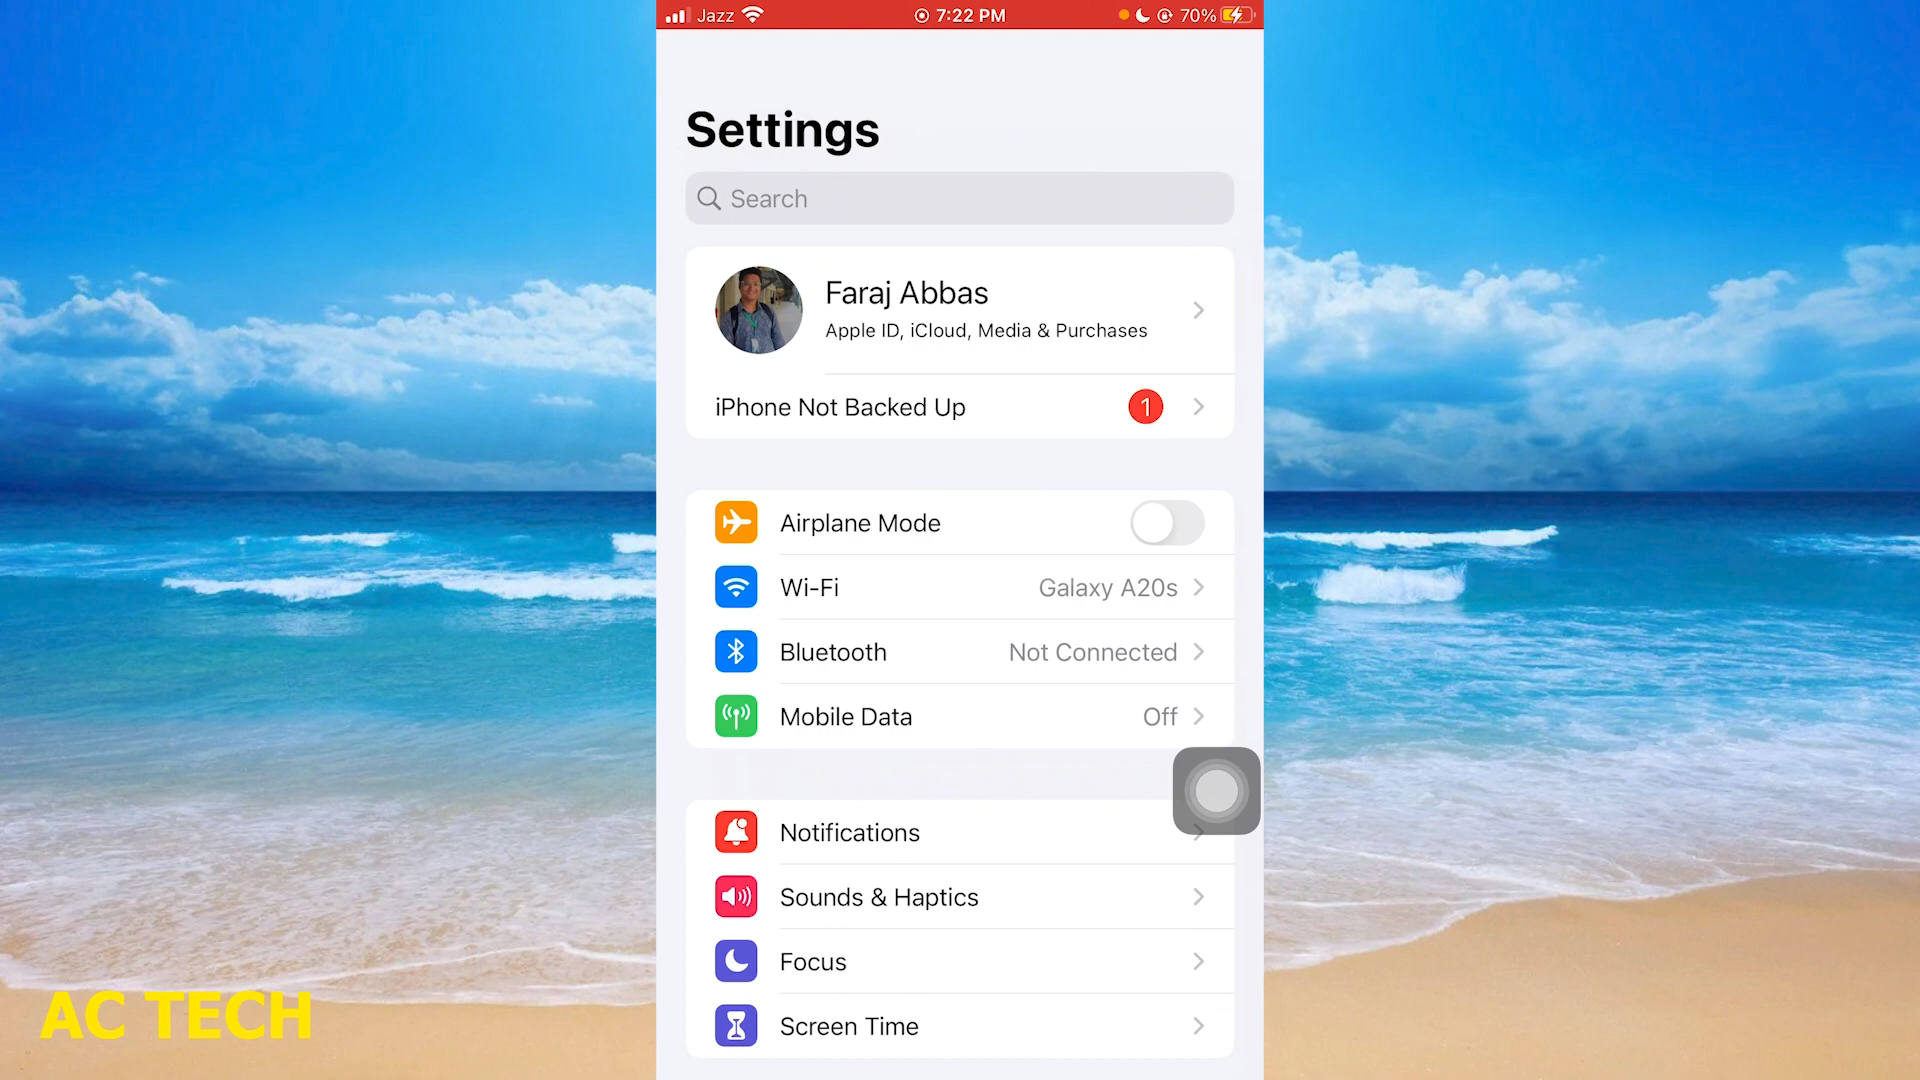 Jazz 7:22 PM 70%
Settings
Search
Faraj Abbas
Apple ID, iCloud, Media & Purchases
iPhone Not Backed Up 1
Airplane Mode
Wi-Fi Galaxy A20s
Bluetooth Not Connected
Mobile Data Off
Notifications
Sounds & Haptics
Focus
Screen Time
AC TECH